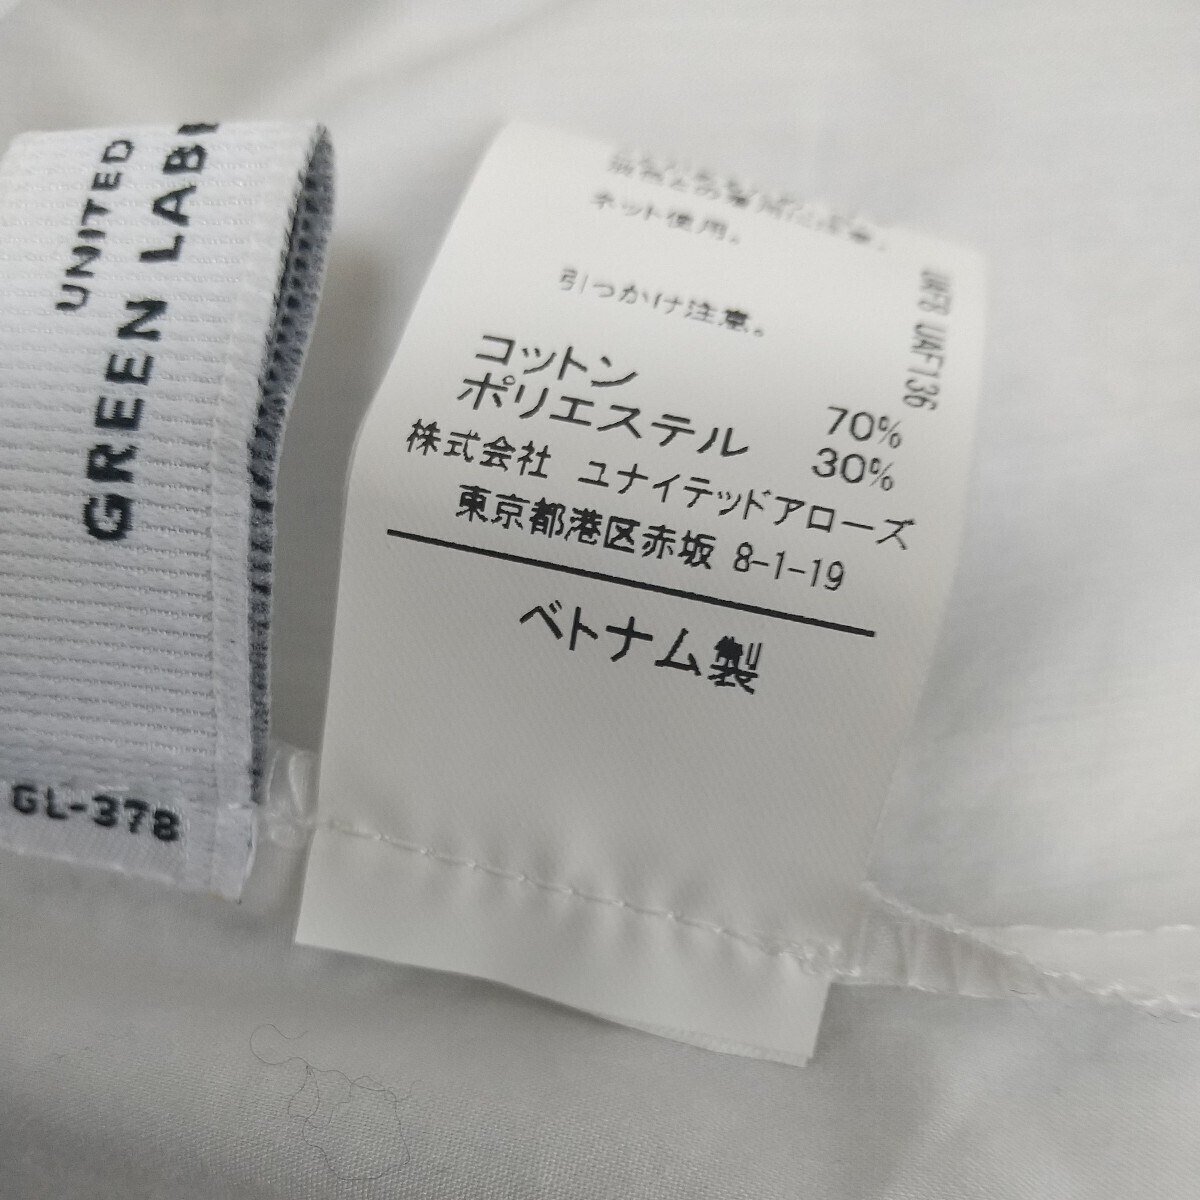 UNITED
GREEN LABE
GL-378
ネット使用。
引っかけ注意。
コットン 70%
ポリエステル 30%
株式会社 ユナイテッドアローズ
東京都港区赤坂 8-1-19
ベトナム製
UAF136